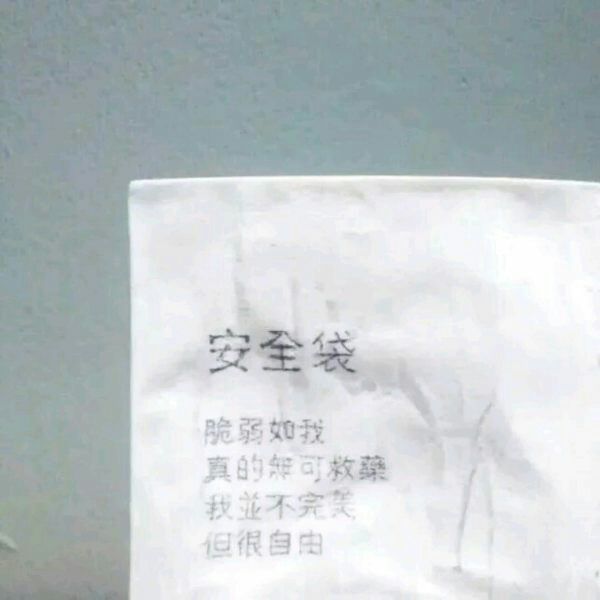 安全袋
脆弱如我
真的無可救藥
我並不完美
但很自由